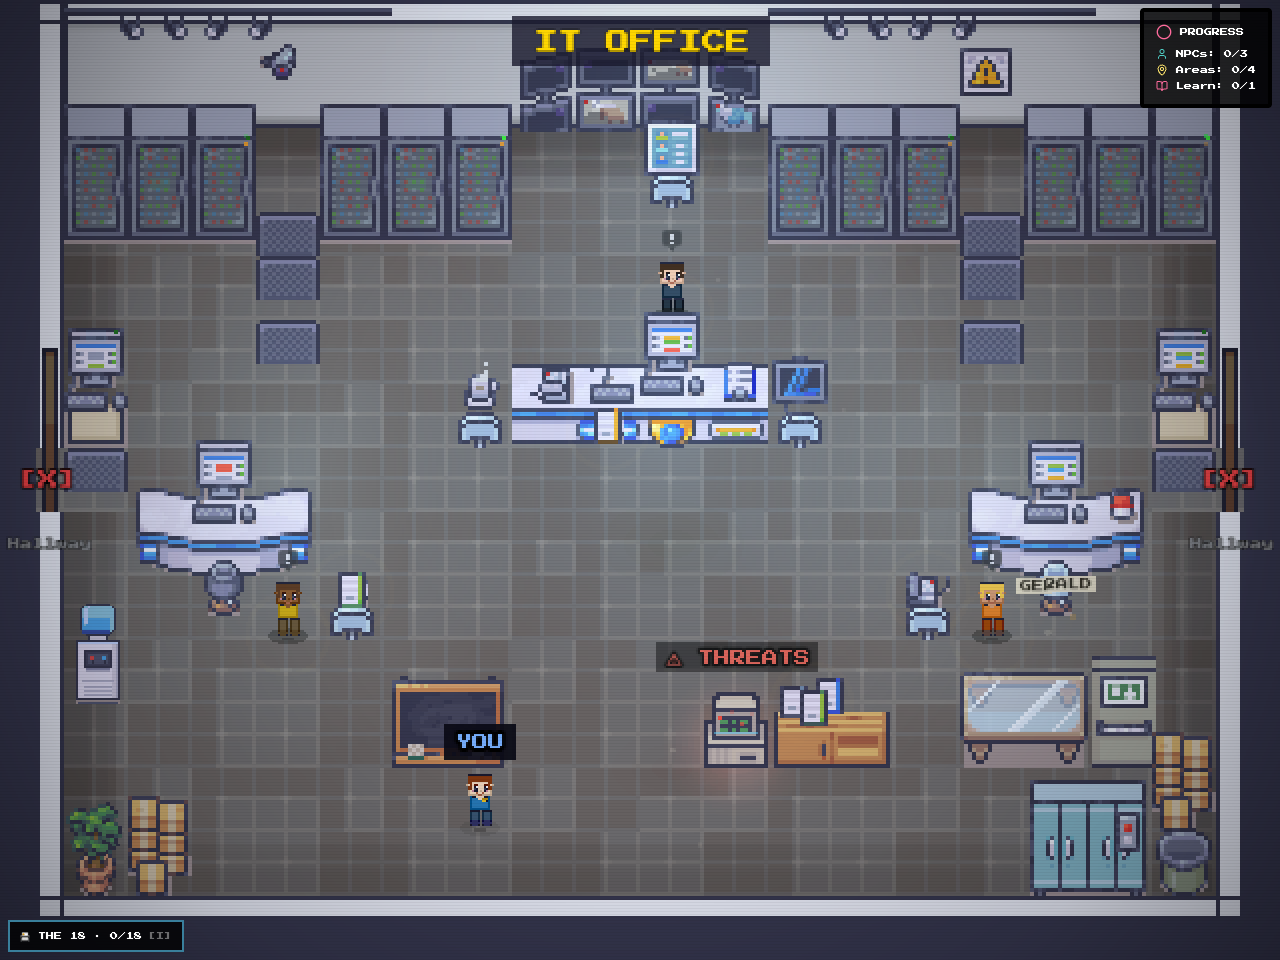 IT OFFICE
PROGRESS
NPCs: 0/3
Areas: 0/4
Learn: 0/1
!
[X]
[X]
Hallway
Hallway
!
!
GERALD
THREATS
YOU
THE 18 · 0/18 [I]